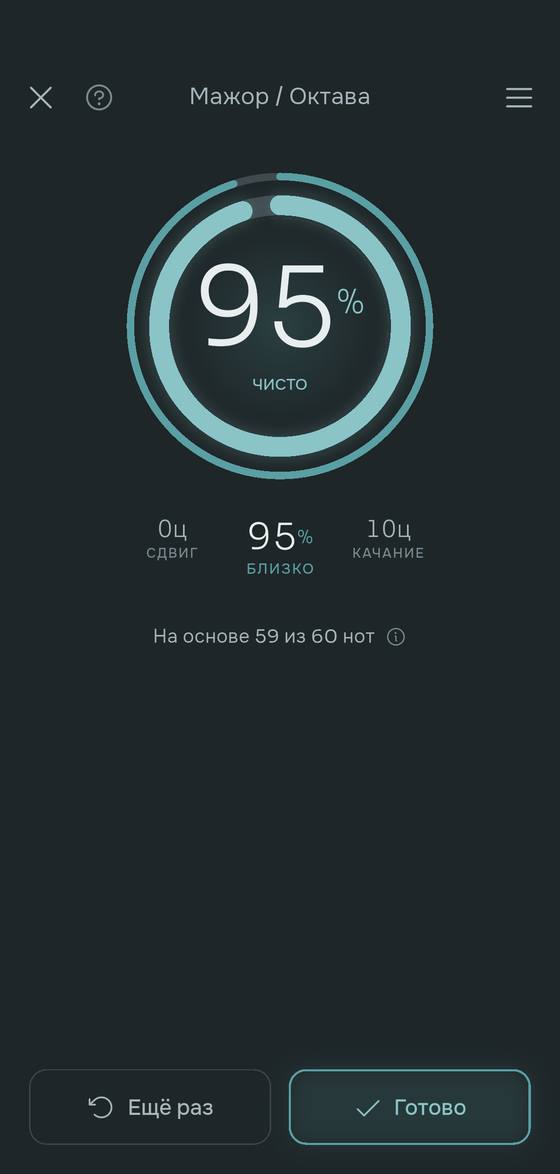 Мажор / Октава
95%
чисто
0ц 95% 10ц
СДВИГ БЛИЗКО КАЧАНИЕ
На основе 59 из 60 нот
Ещё раз Готово